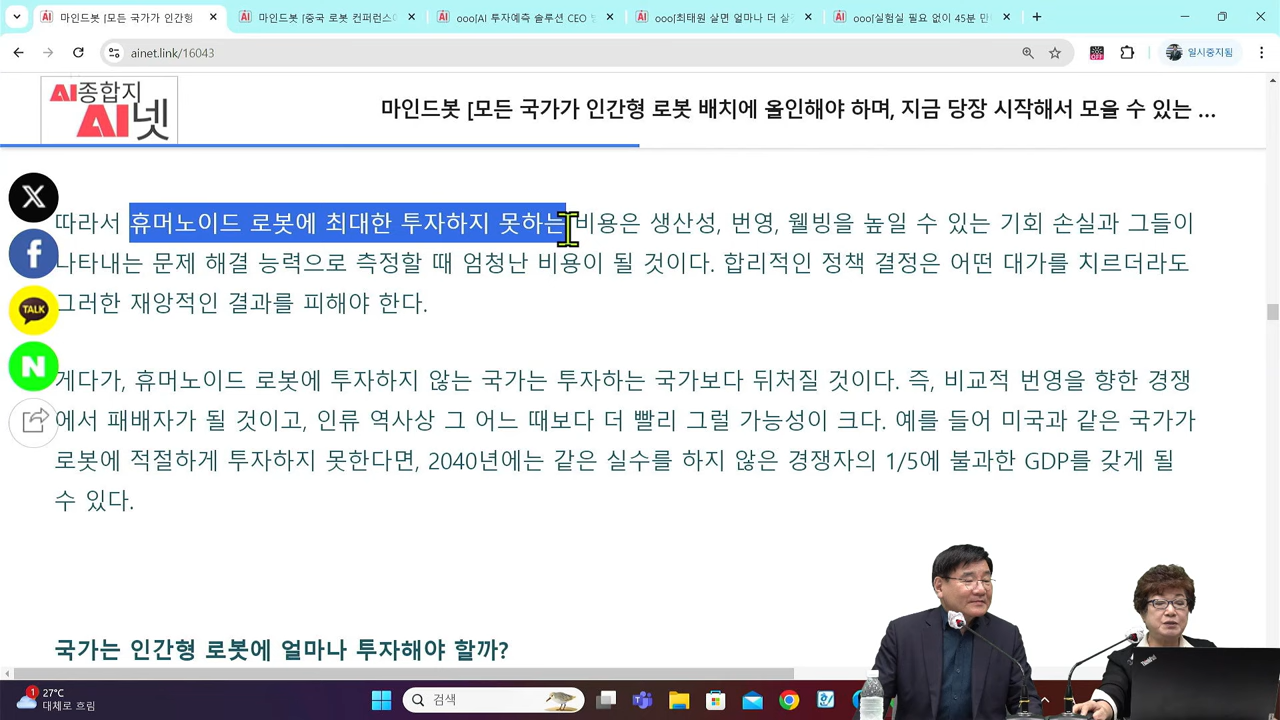 마인드봇 [모든 국가가 인간형
마인드봇 [중국 로봇 컨퍼런스에
ooo[AI 투자예측 솔루션 CEO
ooo[최태원 살면 얼마나 더 살
ooo[실험실 필요 없이 45분 만
ainet.link/16043
OFF
일시중지됨
AI종합지
AI넷
마인드봇 [모든 국가가 인간형 로봇 배치에 올인해야 하며, 지금 당장 시작해서 모을 수 있는 ...
따라서 휴머노이드 로봇에 최대한 투자하지 못하는 비용은 생산성, 번영, 웰빙을 높일 수 있는 기회 손실과 그들이
나타내는 문제 해결 능력으로 측정할 때 엄청난 비용이 될 것이다. 합리적인 정책 결정은 어떤 대가를 치르더라도
그러한 재앙적인 결과를 피해야 한다.
TALK
N
게다가, 휴머노이드 로봇에 투자하지 않는 국가는 투자하는 국가보다 뒤처질 것이다. 즉, 비교적 번영을 향한 경쟁
에서 패배자가 될 것이고, 인류 역사상 그 어느 때보다 더 빨리 그럴 가능성이 크다. 예를 들어 미국과 같은 국가가
로봇에 적절하게 투자하지 못한다면, 2040년에는 같은 실수를 하지 않은 경쟁자의 1/5에 불과한 GDP를 갖게 될
수 있다.
국가는 인간형 로봇에 얼마나 투자해야 할까?
1
27°C
대체로 흐림
검색
ThinkPad